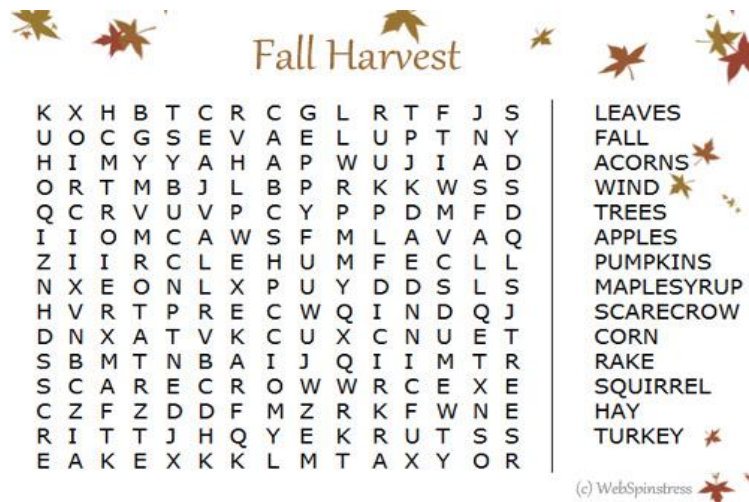 Fall Harvest
K X H B T C R C G L R T F J S
U O C G S E V A E L U P T N Y
H I M Y Y A H A P W U J I A D
O R T M B J L B P R K K W S S
Q C R V U V P C Y P P D M F D
I I O M C A W S F M L A V A Q
Z I I R C L E H U M F E C L L
N X E O N L X P U Y D D S L S
H V R T P R E C W Q I N D Q J
D N X A T V K C U X C N U E T
S B M T N B A I J Q I I M T R
S C A R E C R O W W R C E X E
C Z F Z D D F M Z R K F W N E
R I T T J H Q Y E K R U T S S
E A K E X K K L M T A X Y O R
LEAVES
FALL
ACORNS
WIND
TREES
APPLES
PUMPKINS
MAPLESYRUP
SCARECROW
CORN
RAKE
SQUIRREL
HAY
TURKEY
(c) WebSpinstress